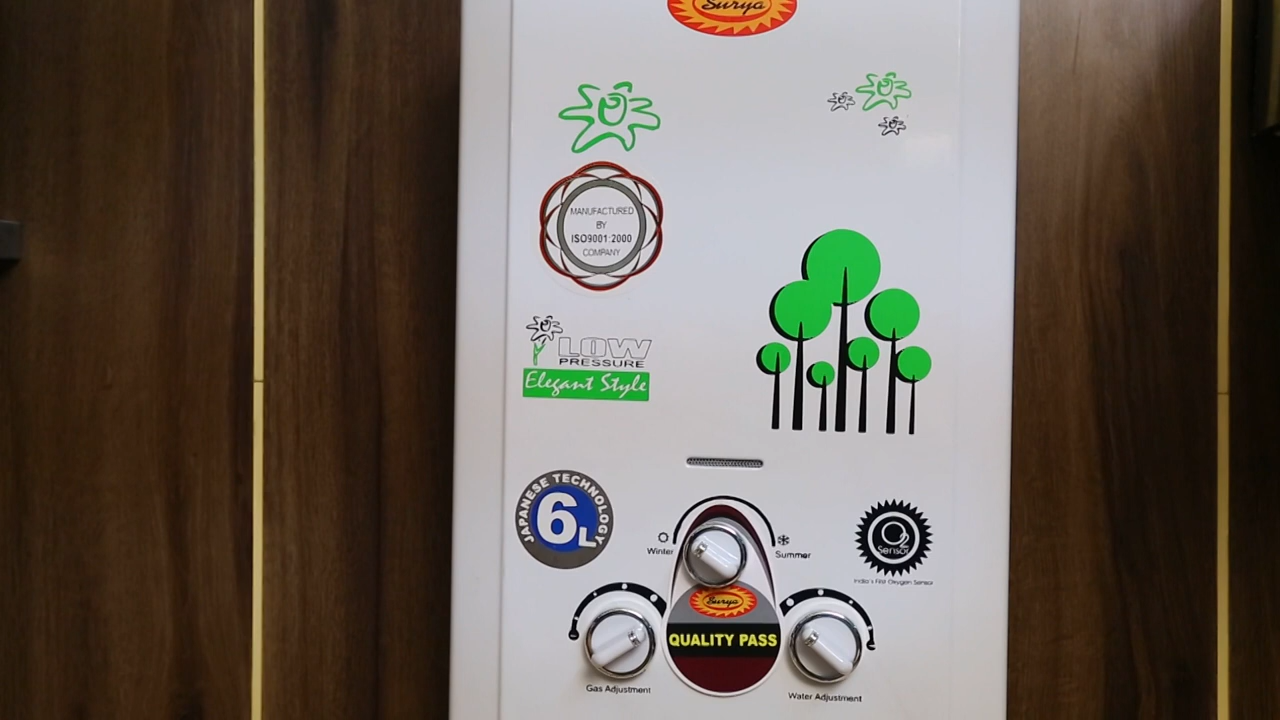 Surya
MANUFACTURED
BY
ISO9001:2000
COMPANY
LOW
PRESSURE
Elegant Style
JAPANESE TECHNOLOGY
6L
Winter
Summer
O2
Sensor
India's First Oxygen Sensor
Surya
QUALITY PASS
Gas Adjustment
Water Adjustment